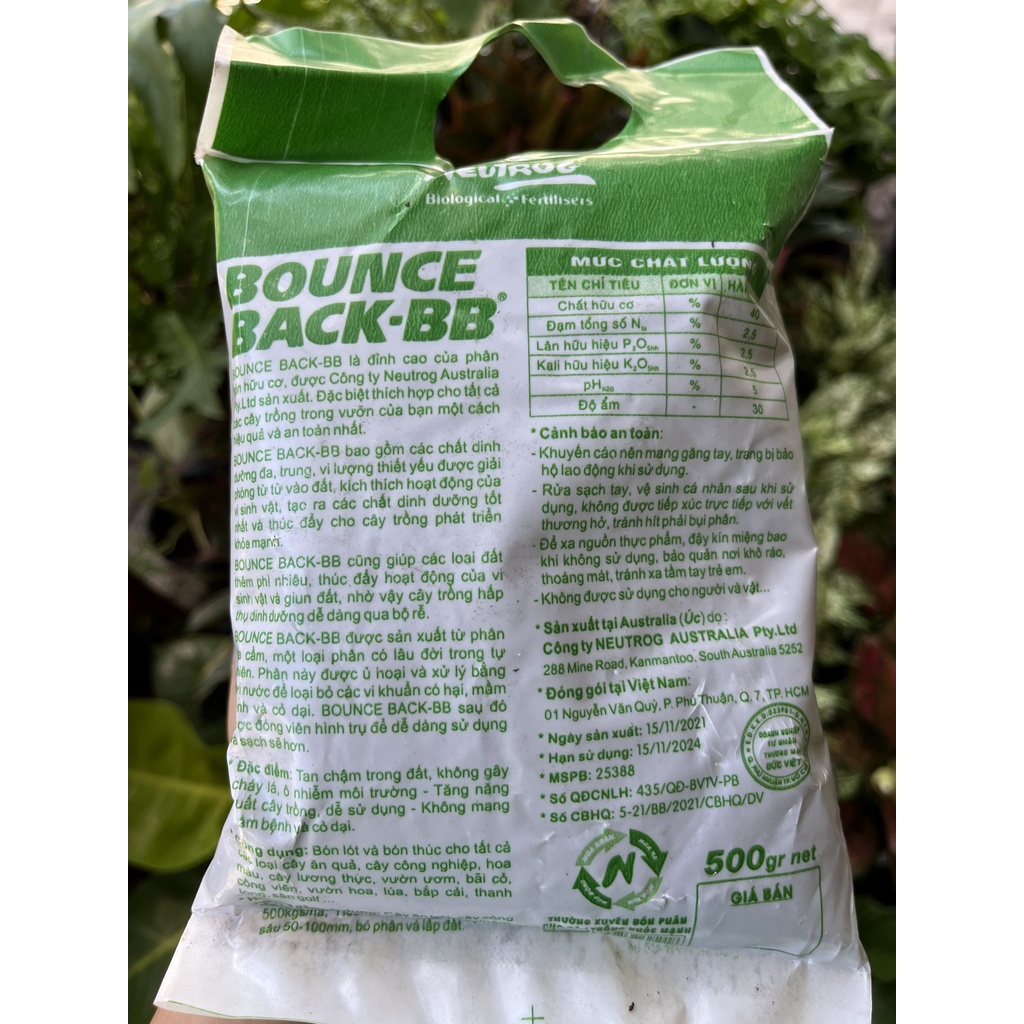 Biological Fertilisers
BOUNCE
BACK-BB®
BOUNCE BACK-BB là đỉnh cao của phân
hữu cơ, được Công ty Neutrog Australia
Pty.Ltd sản xuất. Đặc biệt thích hợp cho tất cả
các cây trồng trong vườn của bạn một cách
hiệu quả và an toàn nhất.
BOUNCE BACK-BB bao gồm các chất dinh
dưỡng đa, trung, vi lượng thiết yếu được giải
phóng từ từ vào đất, kích thích hoạt động của
vi sinh vật, tạo ra các chất dinh dưỡng tốt
nhất và thúc đẩy cho cây trồng phát triển
khỏe mạnh.
BOUNCE BACK-BB cũng giúp các loại đất
thêm phì nhiêu, thúc đẩy hoạt động của vi
sinh vật và giun đất, nhờ vậy cây trồng hấp
thụ dinh dưỡng dễ dàng qua bộ rễ.
BOUNCE BACK-BB được sản xuất từ phân
cầm, một loại phân có lâu đời trong tự
nhiên. Phân này được ủ hoại và xử lý bằng
nước để loại bỏ các vi khuẩn có hại, mầm
và cỏ dại. BOUNCE BACK-BB sau đó
được đóng viên hình trụ để dễ dàng sử dụng
sạch sẽ hơn.
* Đặc điểm: Tan chậm trong đất, không gây
cháy lá, ô nhiễm môi trường - Tăng năng
suất cây trồng, dễ sử dụng - Không mang
mầm bệnh và cỏ dại.
* Công dụng: Bón lót và bón thúc cho tất cả
các loại cây ăn quả, cây công nghiệp, hoa
màu, cây lương thực, vườn ươm, bãi cỏ,
công viên, vườn hoa, lúa, bắp cải, thanh
long, sân golf...
500kgs/ha,
sâu 50-100mm, bỏ phân và lấp đất.
MỨC CHẤT LƯỢNG
TÊN CHỈ TIÊU ĐƠN VỊ
Chất hữu cơ % 40
Đạm tổng số Nts % 2,5
Lân hữu hiệu P2O5hh % 2,5
Kali hữu hiệu K2O5hh % 2,5
pHH20 % 5
Độ ẩm - 30
* Cảnh báo an toàn:
- Khuyến cáo nên mang găng tay, trang bị bảo
hộ lao động khi sử dụng.
- Rửa sạch tay, vệ sinh cá nhân sau khi sử
dụng, không được tiếp xúc trực tiếp với vết
thương hở, tránh hít phải bụi phân.
- Để xa nguồn thực phẩm, đậy kín miệng bao
khi không sử dụng, bảo quản nơi khô ráo,
thoáng mát, tránh xa tầm tay trẻ em.
- Không được sử dụng cho người và vật...
* Sản xuất tại Australia (Úc) do :
Công ty NEUTROG AUSTRALIA Pty.Ltd
288 Mine Road, Kanmantoo. South Australia 5252
* Đóng gói tại Việt Nam:
01 Nguyễn Văn Quỳ, P. Phú Thuận, Q. 7, TP. HCM
* Ngày sản xuất: 15/11/2021
* Hạn sử dụng: 15/11/2024
* MSPB: 25388
* Số QĐCNLH: 435/QĐ-BVTV-PB
* Số CBHQ: 5-21/BB/2021/CBHQ/DV
DOANH NGHIỆP
TƯ NHÂN
THƯƠNG MẠI
ĐỨC VIỆT
N
500gr net
GIÁ BÁN
THƯỜNG XUYÊN BÓN PHÂN